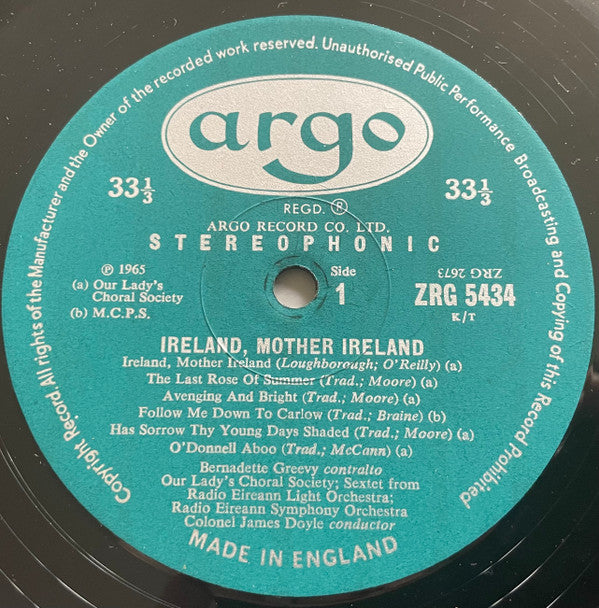 Copyright Record. All rights of the Manufacturer and the Owner of the recorded work reserved. Unauthorised Public Performance Broadcasting and Copying of this Record Prohibited
argo
33⅓
33⅓
REGD. ®
ARGO RECORD CO. LTD.
STEREOPHONIC
℗ 1965
(a) Our Lady's
Choral Society
(b) M.C.P.S.
Side
1
ZRG 2673
ZRG 5434
K/T
IRELAND, MOTHER IRELAND
Ireland, Mother Ireland (Loughborough; O'Reilly) (a)
The Last Rose Of Summer (Trad.; Moore) (a)
Avenging And Bright (Trad.; Moore) (a)
Follow Me Down To Carlow (Trad.; Braine) (b)
Has Sorrow Thy Young Days Shaded (Trad.; Moore) (a)
O'Donnell Aboo (Trad.; McCann) (a)
Bernadette Greevy contralto
Our Lady's Choral Society; Sextet from
Radio Eireann Light Orchestra;
Radio Eireann Symphony Orchestra
Colonel James Doyle conductor
MADE IN ENGLAND